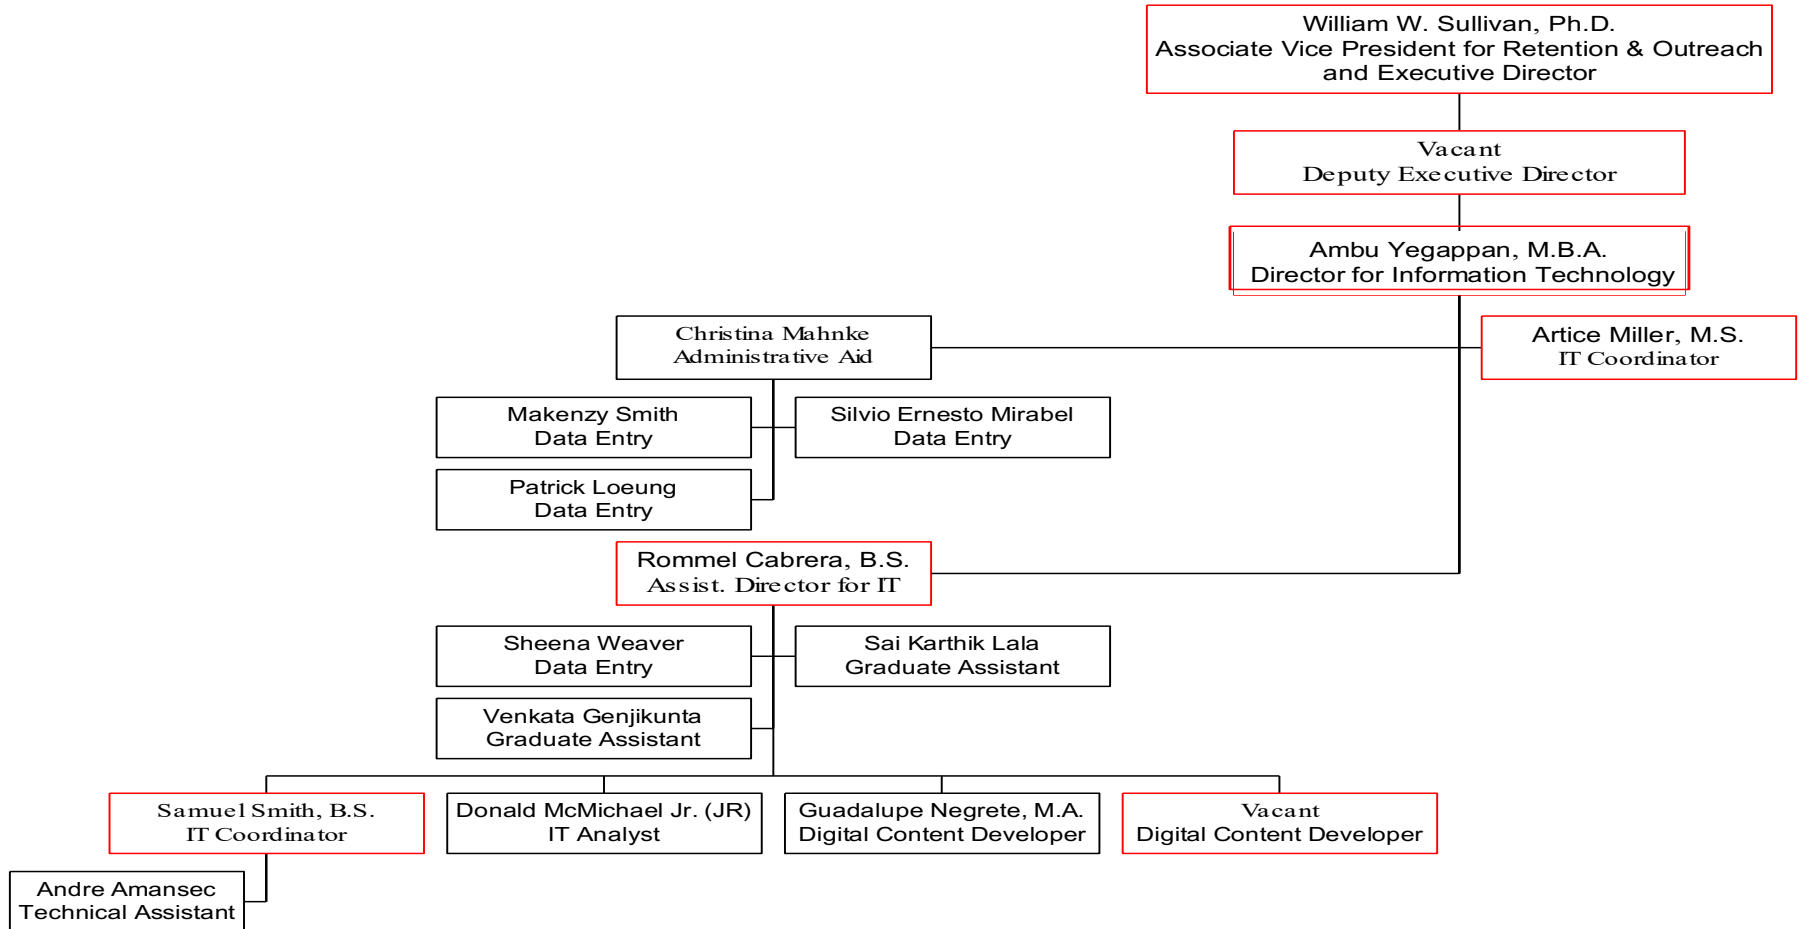 William W. Sullivan, Ph.D.
Associate Vice President for Retention & Outreach
and Executive Director
Vacant
Deputy Executive Director
Ambu Yegappan, M.B.A.
Director for Information Technology
Christina Mahnke
Administrative Aid
Artice Miller, M.S.
IT Coordinator
Makenzy Smith
Data Entry
Silvio Ernesto Mirabel
Data Entry
Patrick Loeung
Data Entry
Rommel Cabrera, B.S.
Assist. Director for IT
Sheena Weaver
Data Entry
Sai Karthik Lala
Graduate Assistant
Venkata Genjikunta
Graduate Assistant
Samuel Smith, B.S.
IT Coordinator
Donald McMichael Jr. (JR)
IT Analyst
Guadalupe Negrete, M.A.
Digital Content Developer
Vacant
Digital Content Developer
Andre Amansec
Technical Assistant